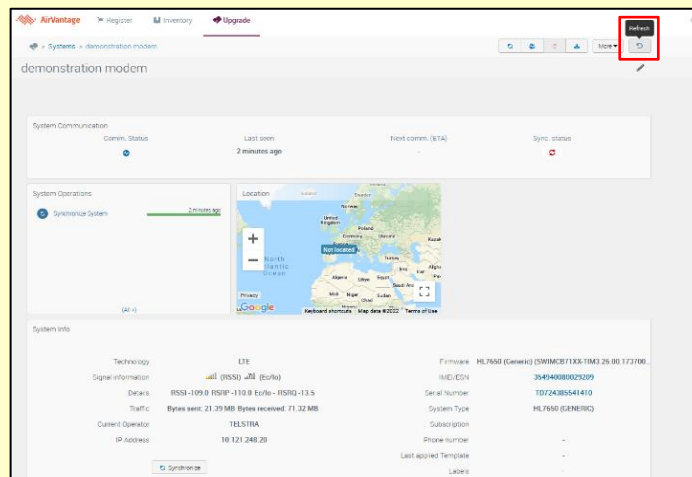 AirVantage Register Inventory Upgrade
Refresh
> Systems > demonstration modem More
demonstration modem
System Communication
Comm. Status Last seen Next comm. (ETA) Sync. status
2 minutes ago -
System Operations
Synchronize System 2 minutes ago
(All→)
Location
Sweden
Norway
United Kingdom
Poland
Germany Ukraine
Not located
Turkey
North Atlantic Ocean
Iraq Iran
Algeria Libya Egypt
Saudi Ara
Mali Niger
Sudan
Chad
+
−
Privacy
Google Keyboard shortcuts Map data ©2022 Terms of Use
System Info
Technology LTE
Signal information (RSSI) (Ec/Io)
Details RSSI -109.0 RSRP -110.0 Ec/Io - RSRQ -13.5
Traffic Bytes sent: 21.39 MB Bytes received: 71.32 MB
Current Operator TELSTRA
IP Address 10.121.248.20
Synchronize
Firmware HL7650 (Generic) (SWIMCB71XX-TIM3.26.00.173700...
IMEI/ESN 354940080029209
Serial Number TD724385541410
System Type HL7650 (GENERIC)
Subscription
Phone number -
Last applied Template -
Labels -